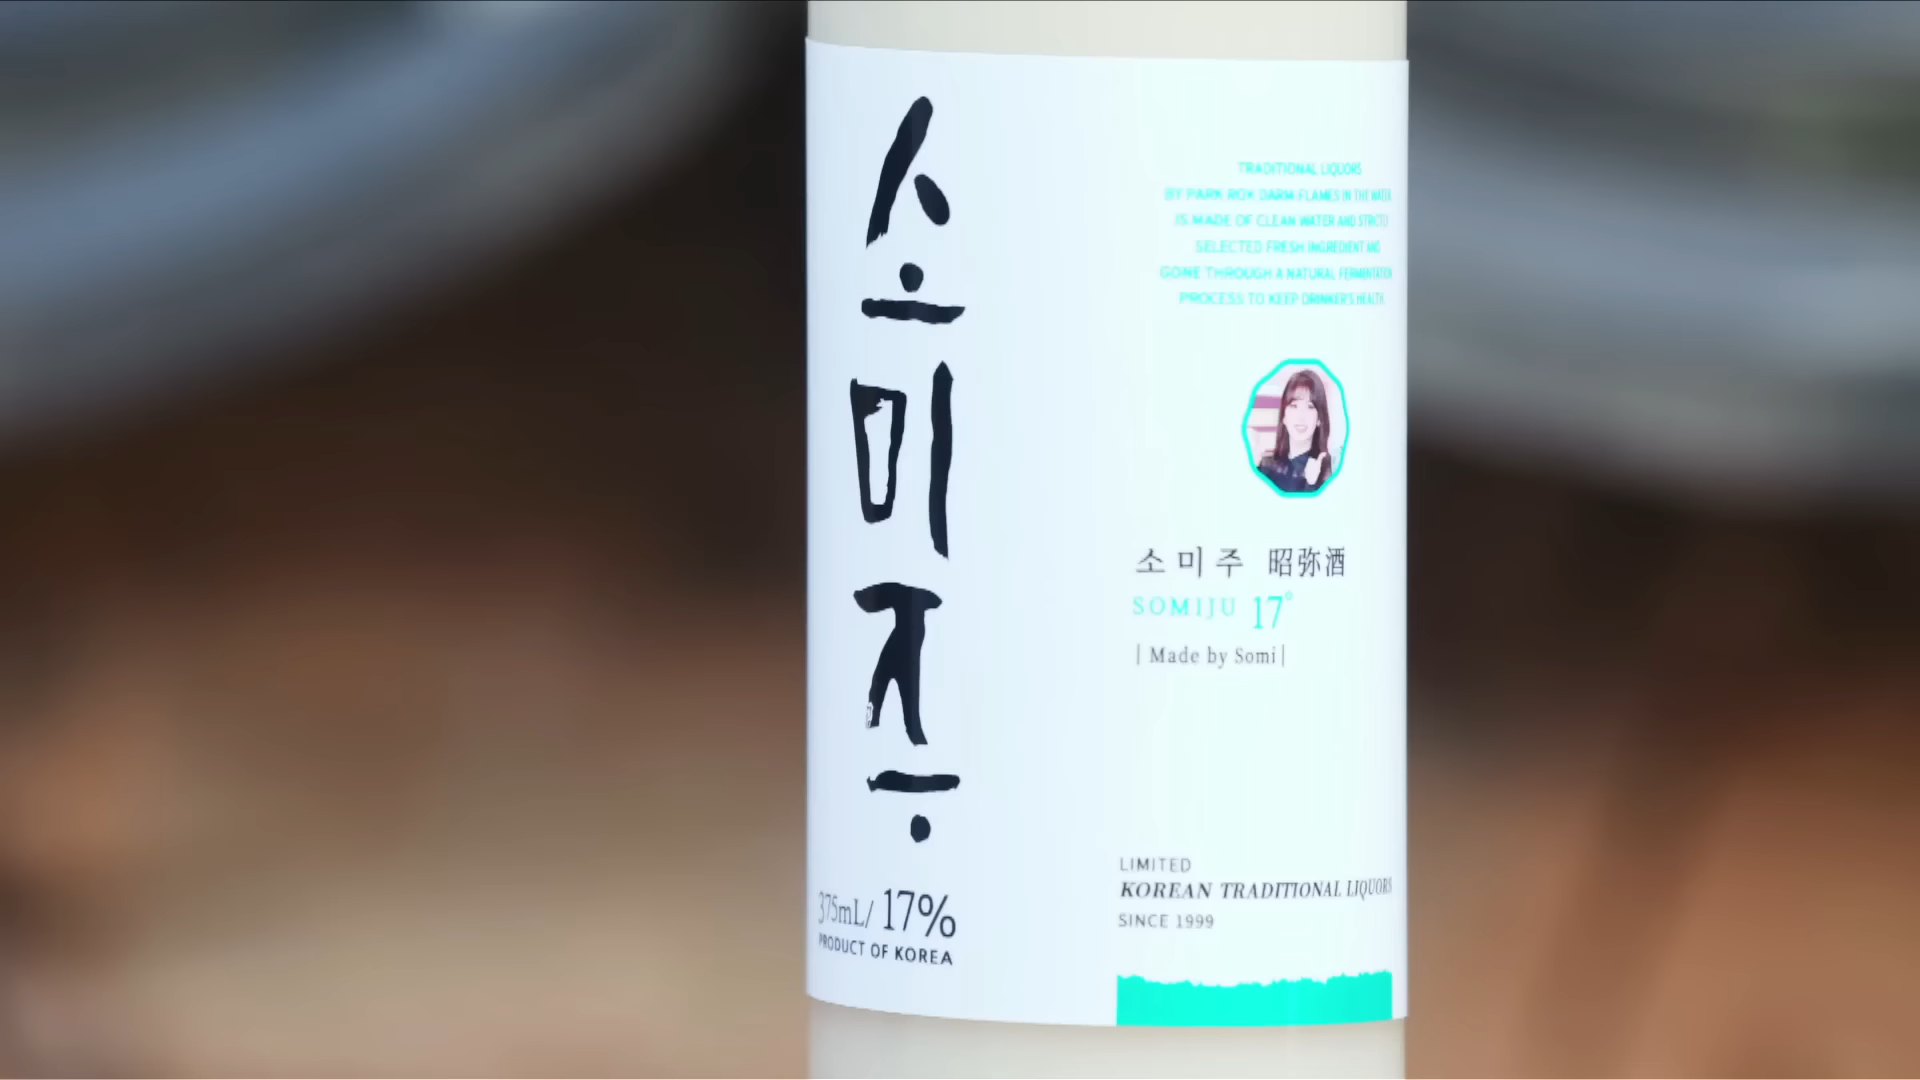 소미주
375mL/ 17%
PRODUCT OF KOREA
TRADITIONAL LIQUORS
BY PARK ROK DARM FLAMES IN THE WATER
IS MADE OF CLEAN WATER AND STRICTLY
SELECTED FRESH INGREDIENT AND
GONE THROUGH A NATURAL FERMENTATION
PROCESS TO KEEP DRINKER'S HEALTH.
소미주 昭弥酒
SOMIJU 17°
| Made by Somi |
LIMITED
KOREAN TRADITIONAL LIQUORS
SINCE 1999